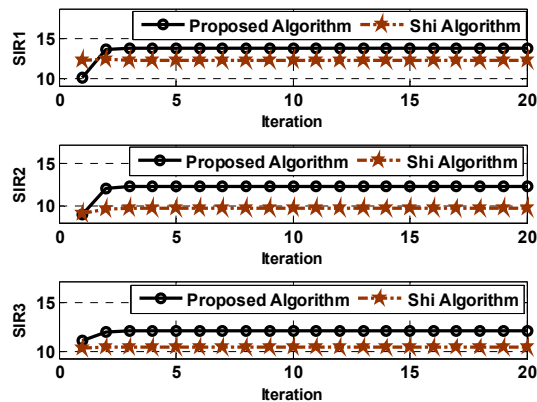 Proposed Algorithm Shi Algorithm
15
10
SIR1
0 5 10 15 20
Iteration
Proposed Algorithm Shi Algorithm
15
10
SIR2
0 5 10 15 20
Iteration
Proposed Algorithm Shi Algorithm
15
10
SIR3
0 5 10 15 20
Iteration